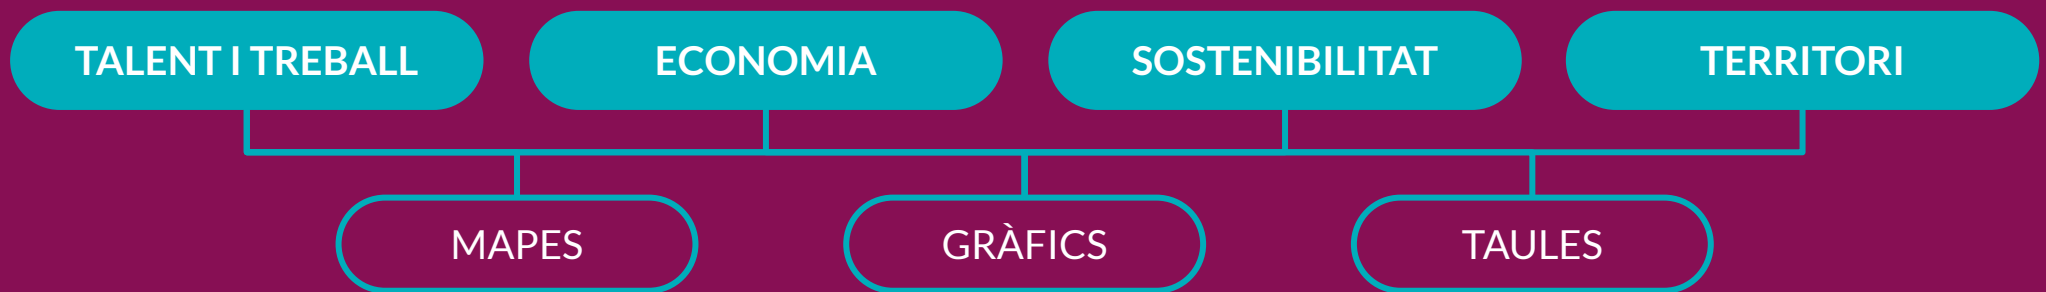 TALENT I TREBALL
ECONOMIA
SOSTENIBILITAT
TERRITORI
MAPES
GRÀFICS
TAULES